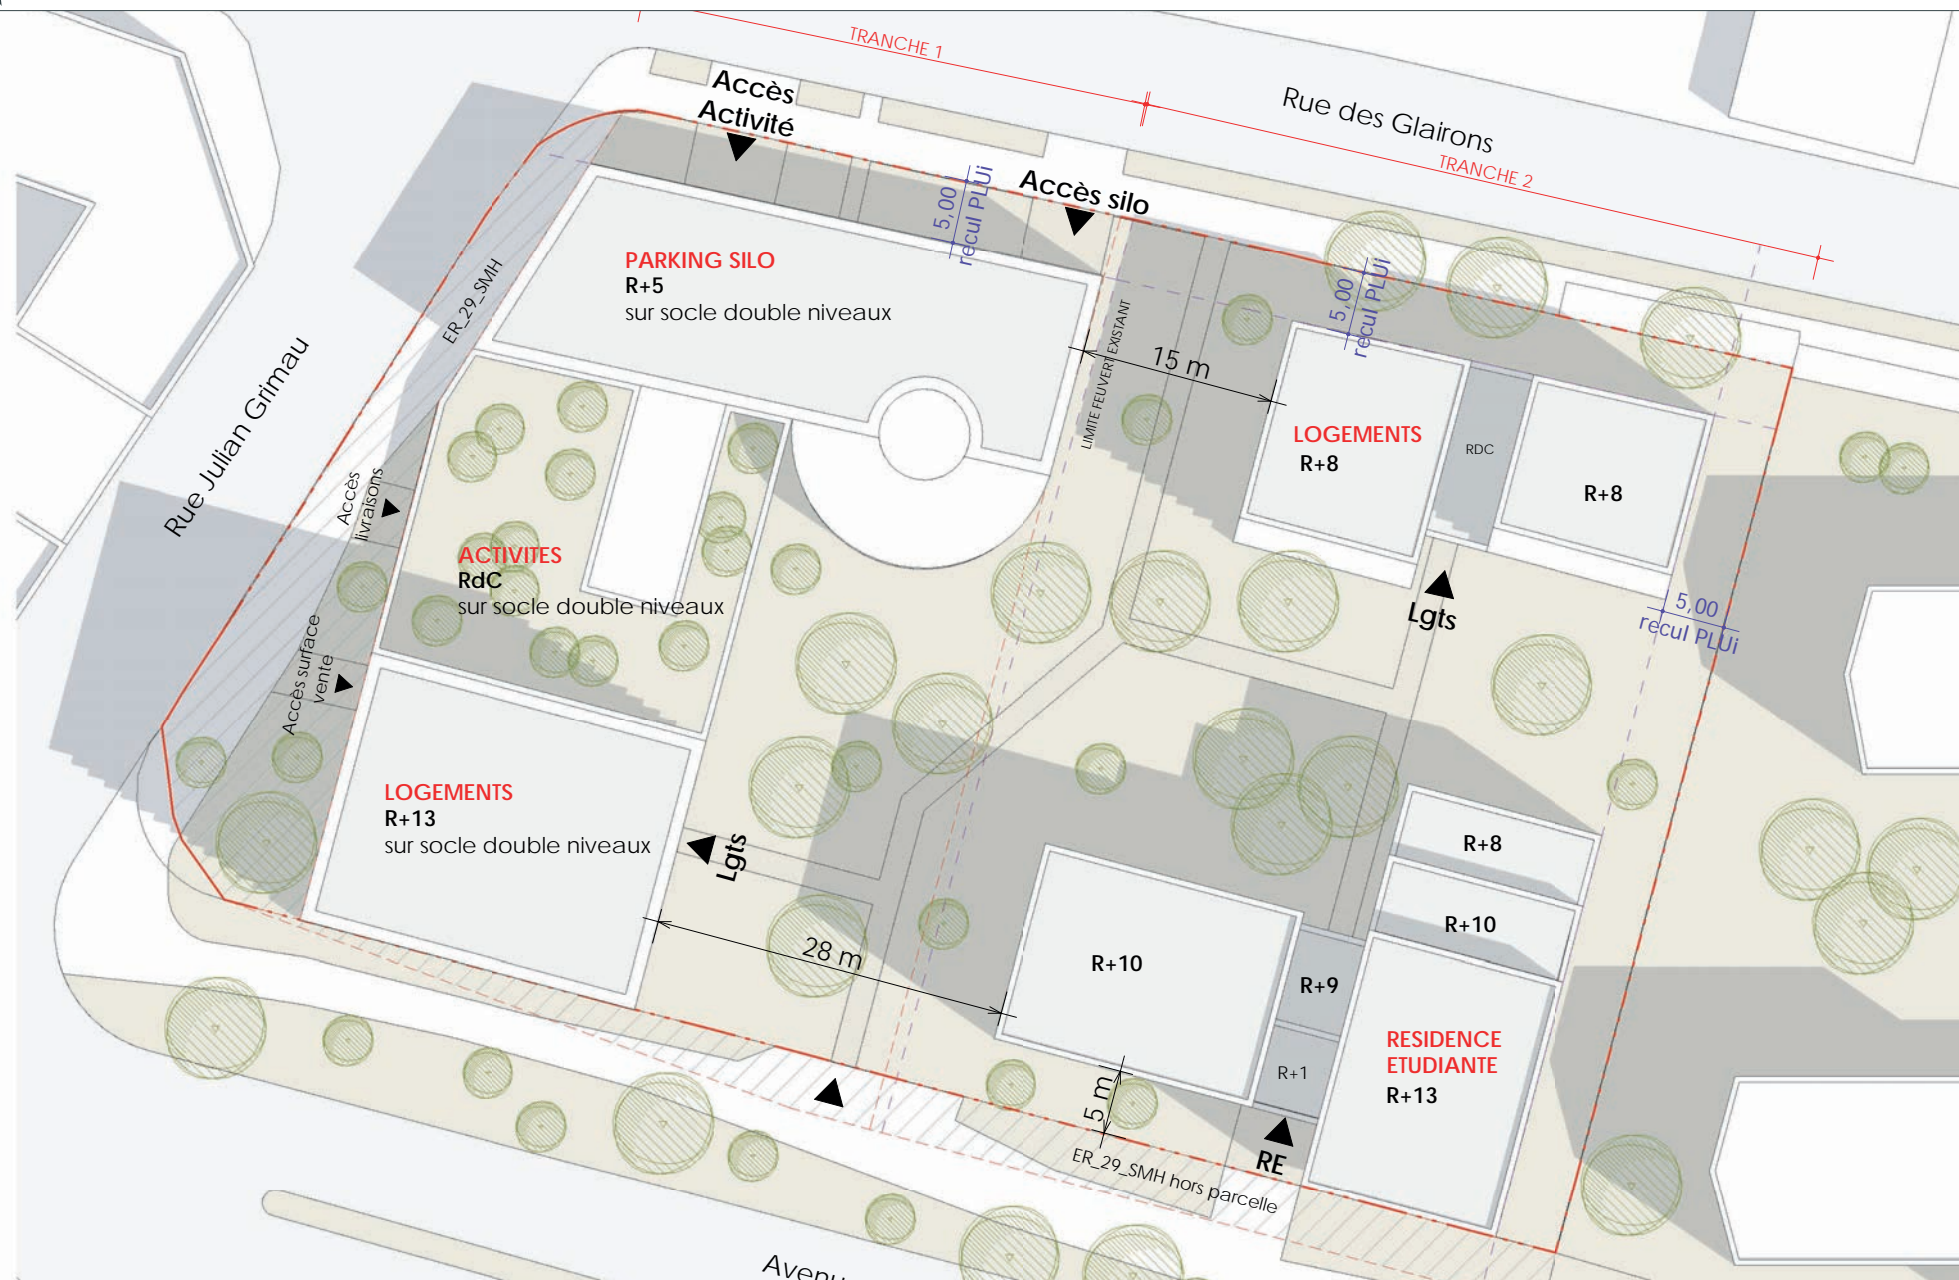 TRANCHE 1
Rue des Glairons
TRANCHE 2
Accès
Activité
Accès silo
5,00
recul PLUi
5,00
recul PLUi
PARKING SILO
R+5
sur socle double niveaux
ER_29_SMH
Rue Julian Grimau
LIMITE FEUVERT EXISTANT
15 m
LOGEMENTS
R+8
RDC
R+8
Accès
livraisons
ACTIVITES
RdC
sur socle double niveaux
Lgts
5,00
recul PLUi
Accès surface
vente
LOGEMENTS
R+13
sur socle double niveaux
Lgts
28 m
R+8
R+10
R+10
R+9
R+1
RESIDENCE
ETUDIANTE
R+13
5 m
RE
ER_29_SMH hors parcelle